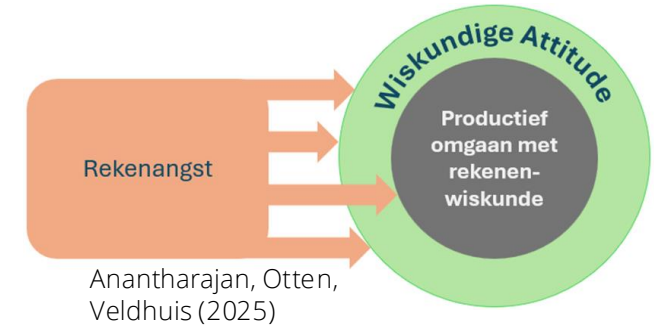 Rekenangst
Wiskundige Attitude
Productief
omgaan met
rekenen-
wiskunde
Anantharajan, Otten,
Veldhuis (2025)